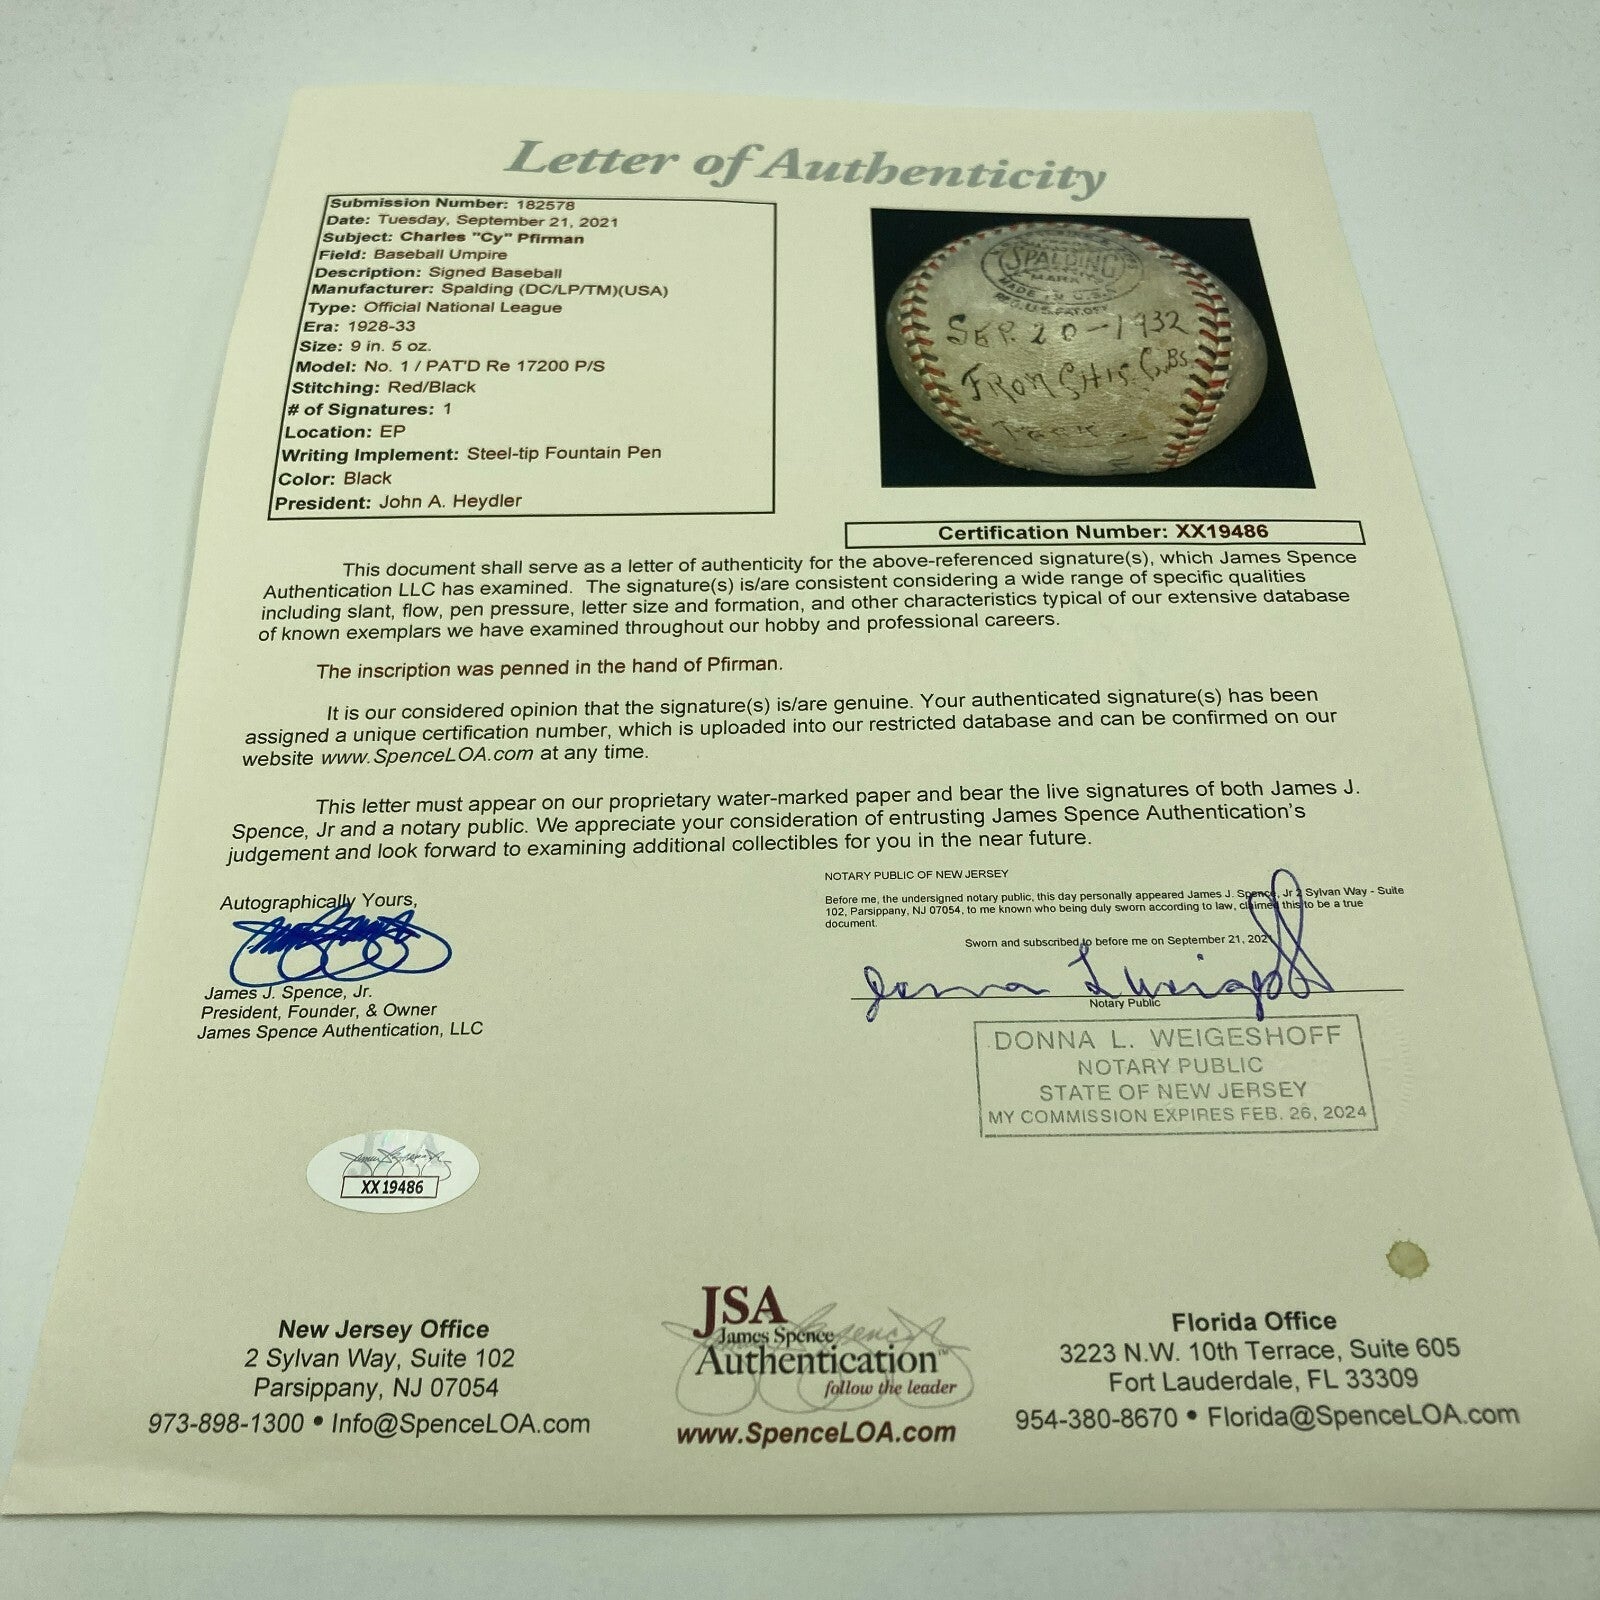 Letter of Authenticity
Submission Number: 182578
Date: Tuesday, September 21, 2021
Subject: Charles "Cy" Pfirman
Field: Baseball Umpire
Description: Signed Baseball
Manufacturer: Spalding (DC/LP/TM)(USA)
Type: Official National League
Era: 1928-33
Size: 9 in. 5 oz.
Model: No. 1 / PAT'D Re 17200 P/S
Stitching: Red/Black
# of Signatures: 1
Location: EP
Writing Implement: Steel-tip Fountain Pen
Color: Black
President: John A. Heydler
SPALDING
MARK
MADE IN U.S.A.
REG. U.S. PAT. OFF
SEP. 20-1932
FROM CHIS. CUBS
Certification Number: XX19486
This document shall serve as a letter of authenticity for the above-referenced signature(s), which James Spence
Authentication LLC has examined. The signature(s) is/are consistent considering a wide range of specific qualities
including slant, flow, pen pressure, letter size and formation, and other characteristics typical of our extensive database
of known exemplars we have examined throughout our hobby and professional careers.
The inscription was penned in the hand of Pfirman.
It is our considered opinion that the signature(s) is/are genuine. Your authenticated signature(s) has been
assigned a unique certification number, which is uploaded into our restricted database and can be confirmed on our
website www.SpenceLOA.com at any time.
This letter must appear on our proprietary water-marked paper and bear the live signatures of both James J.
Spence, Jr and a notary public. We appreciate your consideration of entrusting James Spence Authentication's
judgement and look forward to examining additional collectibles for you in the near future.
Autographically Yours,
James J. Spence, Jr.
President, Founder, & Owner
James Spence Authentication, LLC
NOTARY PUBLIC OF NEW JERSEY
Before me, the undersigned notary public, this day personally appeared James J. Spence, Jr 2 Sylvan Way - Suite
102, Parsippany, NJ 07054, to me known who being duly sworn according to law, claimed this to be a true
document.
Sworn and subscribed to before me on September 21, 2021
Donna L Weigeshoff
Notary Public
DONNA L. WEIGESHOFF
NOTARY PUBLIC
STATE OF NEW JERSEY
MY COMMISSION EXPIRES FEB. 26, 2024
JSA
XX19486
New Jersey Office
2 Sylvan Way, Suite 102
Parsippany, NJ 07054
973-898-1300 • Info@SpenceLOA.com
JSA
James Spence
Authentication™
follow the leader
www.SpenceLOA.com
Florida Office
3223 N.W. 10th Terrace, Suite 605
Fort Lauderdale, FL 33309
954-380-8670 • Florida@SpenceLOA.com